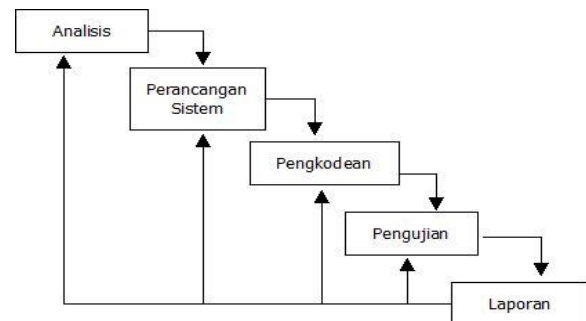 Analisis
Perancangan
Sistem
Pengkodean
Pengujian
Laporan